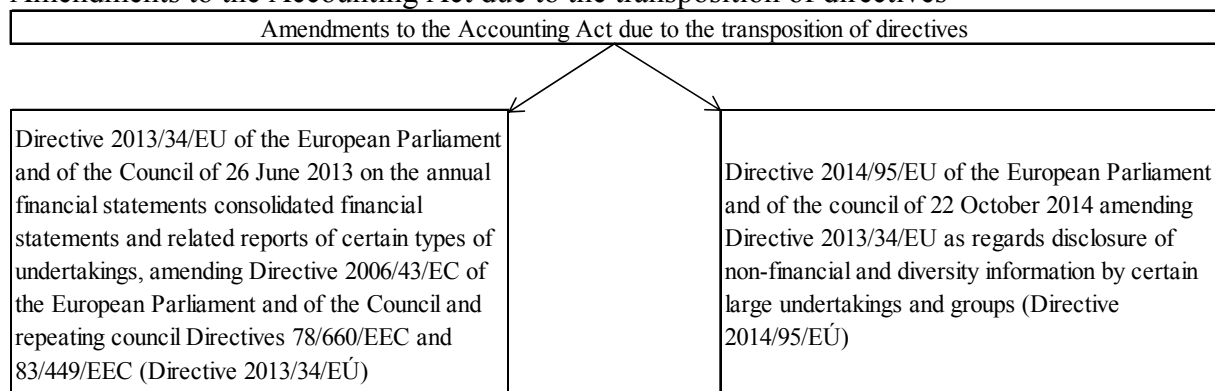 Amendments to the Accounting Act due to the transposition of directives
Amendments to the Accounting Act due to the transposition of directives
Directive 2013/34/EU of the European Parliament
and of the Council of 26 June 2013 on the annual
financial statements consolidated financial
statements and related reports of certain types of
undertakings, amending Directive 2006/43/EC of
the European Parliament and of the Council and
repeating council Directives 78/660/EEC and
83/449/EEC (Directive 2013/34/EÚ)
Directive 2014/95/EU of the European Parliament
and of the council of 22 October 2014 amending
Directive 2013/34/EU as regards disclosure of
non-financial and diversity information by certain
large undertakings and groups (Directive
2014/95/EÚ)